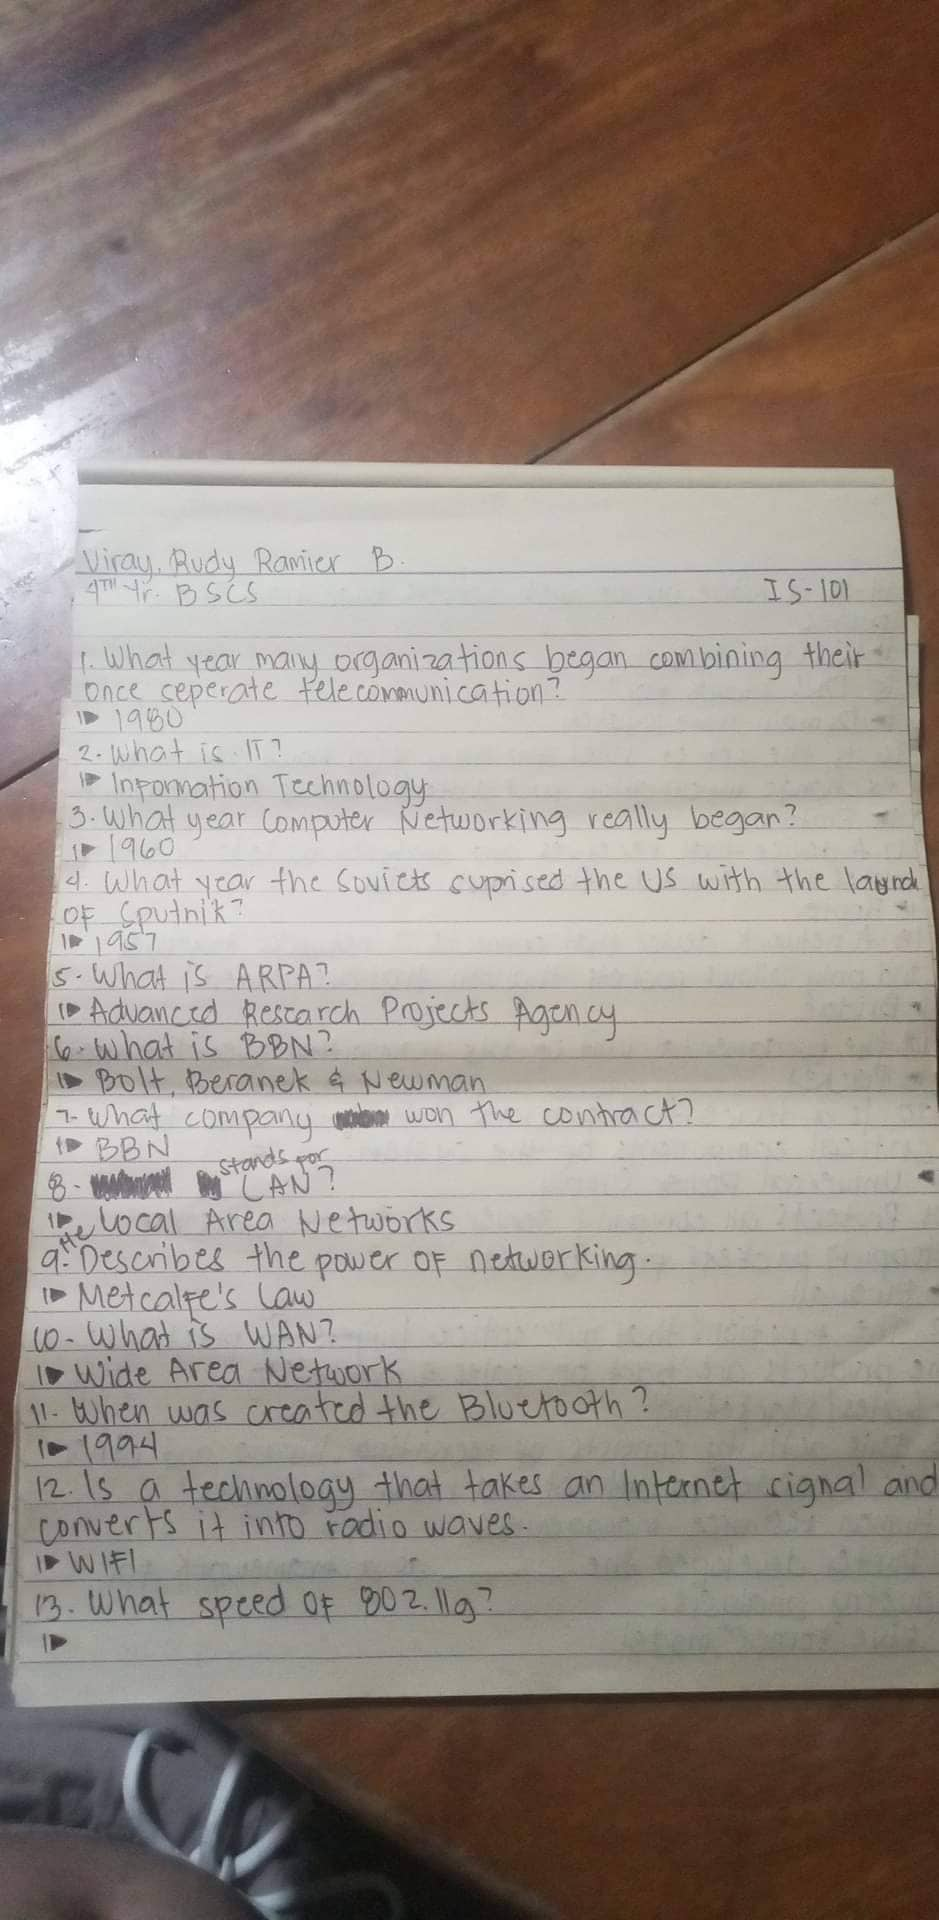 Viray, Rudy Ramier B.
4TH Yr. BSCS IS-101
1. What year many organizations began combining their
once seperate telecommunication?
1980
2. What is IT?
Information Technology
3. What year Computer Networking really began?
1960
4. What year the Soviets suprised the US with the launch
of Sputnik?
1957
5. What is ARPA?
Advanced Research Projects Agency
6. What is BBN?
Bolt, Beranek & Newman
7. What company won the contract?
BBN
8. stands for LAN?
Local Area Networks
9. He Describes the power of networking.
Metcalfe's Law
10. What is WAN?
Wide Area Network
11. When was created the Bluetooth?
1994
12. Is a technology that takes an Internet signal and
converts it into radio waves.
WIFI
13. What speed of 802.11g?